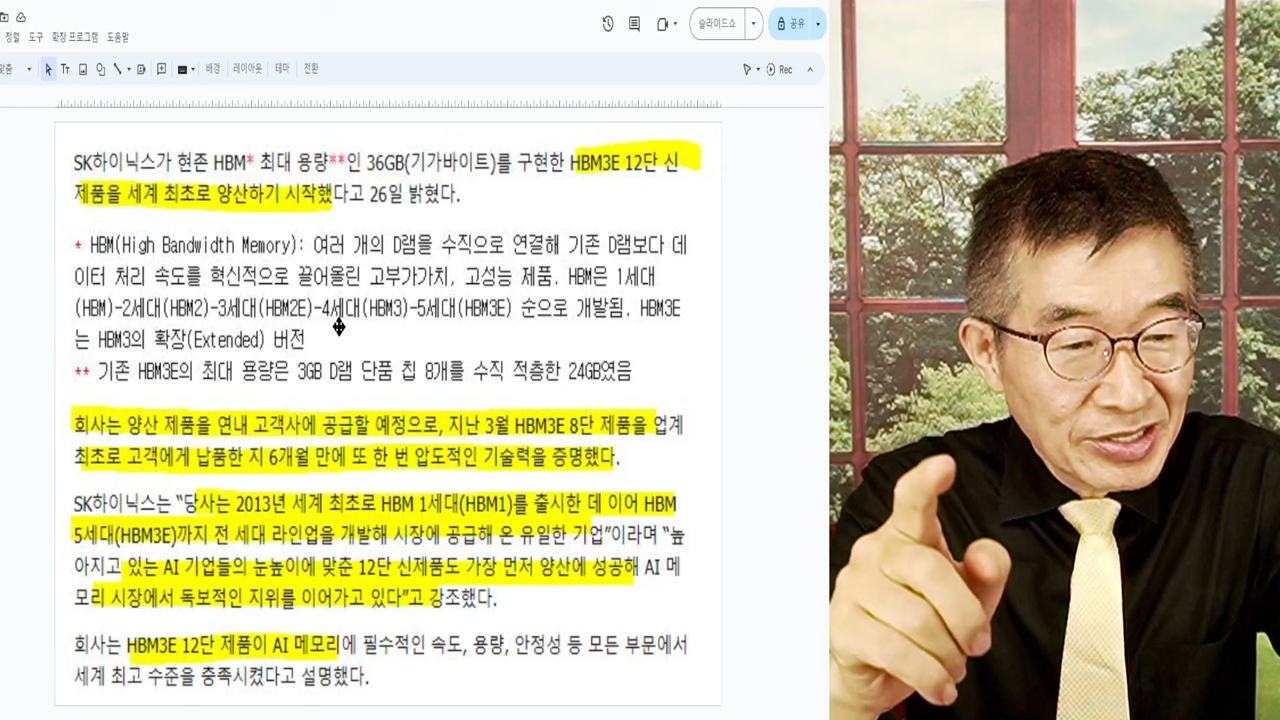 정렬 도구 확장 프로그램 도움말
슬라이드쇼
공유
맞춤
Tr
배경 레이아웃 테마 전환
Rec
SK하이닉스가 현존 HBM* 최대 용량**인 36GB(기가바이트)를 구현한 HBM3E 12단 신
제품을 세계 최초로 양산하기 시작했다고 26일 밝혔다.
* HBM(High Bandwidth Memory): 여러 개의 D램을 수직으로 연결해 기존 D램보다 데
이터 처리 속도를 혁신적으로 끌어올린 고부가가치, 고성능 제품. HBM은 1세대
(HBM)-2세대(HBM2)-3세대(HBM2E)-4세대(HBM3)-5세대(HBM3E) 순으로 개발됨. HBM3E
는 HBM3의 확장(Extended) 버전
** 기존 HBM3E의 최대 용량은 3GB D램 단품 칩 8개를 수직 적층한 24GB였음
회사는 양산 제품을 연내 고객사에 공급할 예정으로, 지난 3월 HBM3E 8단 제품을 업계
최초로 고객에게 납품한 지 6개월 만에 또 한 번 압도적인 기술력을 증명했다.
SK하이닉스는 “당사는 2013년 세계 최초로 HBM 1세대(HBM1)를 출시한 데 이어 HBM
5세대(HBM3E)까지 전 세대 라인업을 개발해 시장에 공급해 온 유일한 기업”이라며 “높
아지고 있는 AI 기업들의 눈높이에 맞춘 12단 신제품도 가장 먼저 양산에 성공해 AI 메
모리 시장에서 독보적인 지위를 이어가고 있다”고 강조했다.
회사는 HBM3E 12단 제품이 AI 메모리에 필수적인 속도, 용량, 안정성 등 모든 부문에서
세계 최고 수준을 충족시켰다고 설명했다.